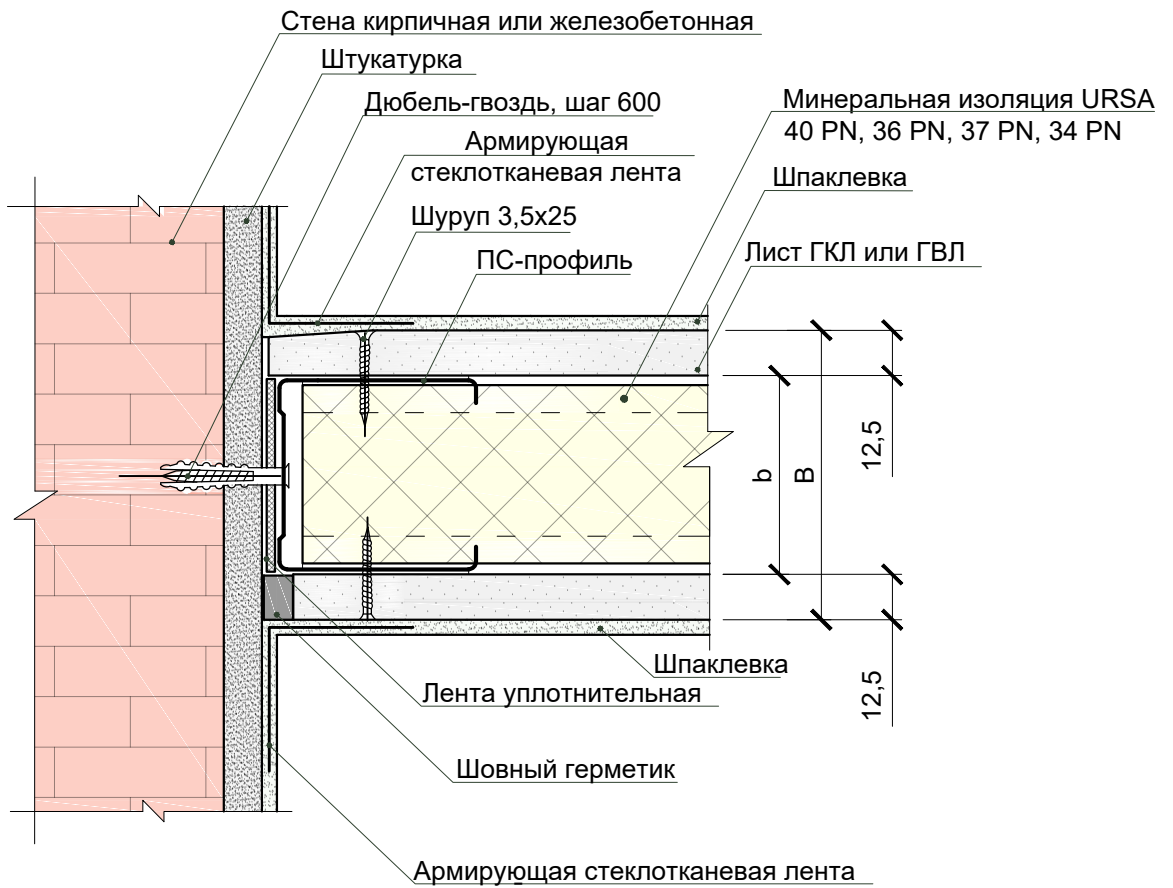 Стена кирпичная или железобетонная
Штукатурка
Дюбель-гвоздь, шаг 600
Армирующая
стеклотканевая лента
Шуруп 3,5х25
ПС-профиль
Минеральная изоляция URSA
40 PN, 36 PN, 37 PN, 34 PN
Шпаклевка
Лист ГКЛ или ГВЛ
12,5
b
B
12,5
Шпаклевка
Лента уплотнительная
Шовный герметик
Армирующая стеклотканевая лента